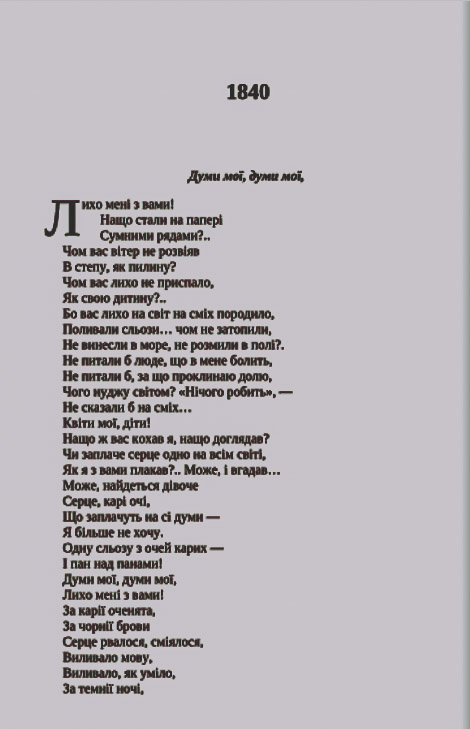 1840
Думи мої, думи мої,
Лихо мені з вами!
Нащо стали на папері
Сумними рядами?..
Чом вас вітер не розвіяв
В степу, як пилину?
Чом вас лихо не приспало,
Як свою дитину?..
Бо вас лихо на світ на сміх породило,
Поливали сльози... чом не затопили,
Не винесли в море, не розмили в полі?.
Не питали б люде, що в мене болить,
Не питали б, за що проклинаю долю,
Чого нуджу світом? «Нічого робить», —
Не сказали б на сміх...
Квіти мої, діти!
Нащо ж вас кохав я, нащо доглядав?
Чи заплаче серце одно на всім світі,
Як я з вами плакав?.. Може, і вгадав...
Може, найдеться дівоче
Серце, карі очі,
Що заплачуть на сі думи —
Я більше не хочу.
Одну сльозу з очей карих —
І пан над панами!
Думи мої, думи мої,
Лихо мені з вами!
За карії оченята,
За чорнії брови
Серце рвалося, сміялося,
Виливало мову,
Виливало, як уміло,
За темнії ночі,